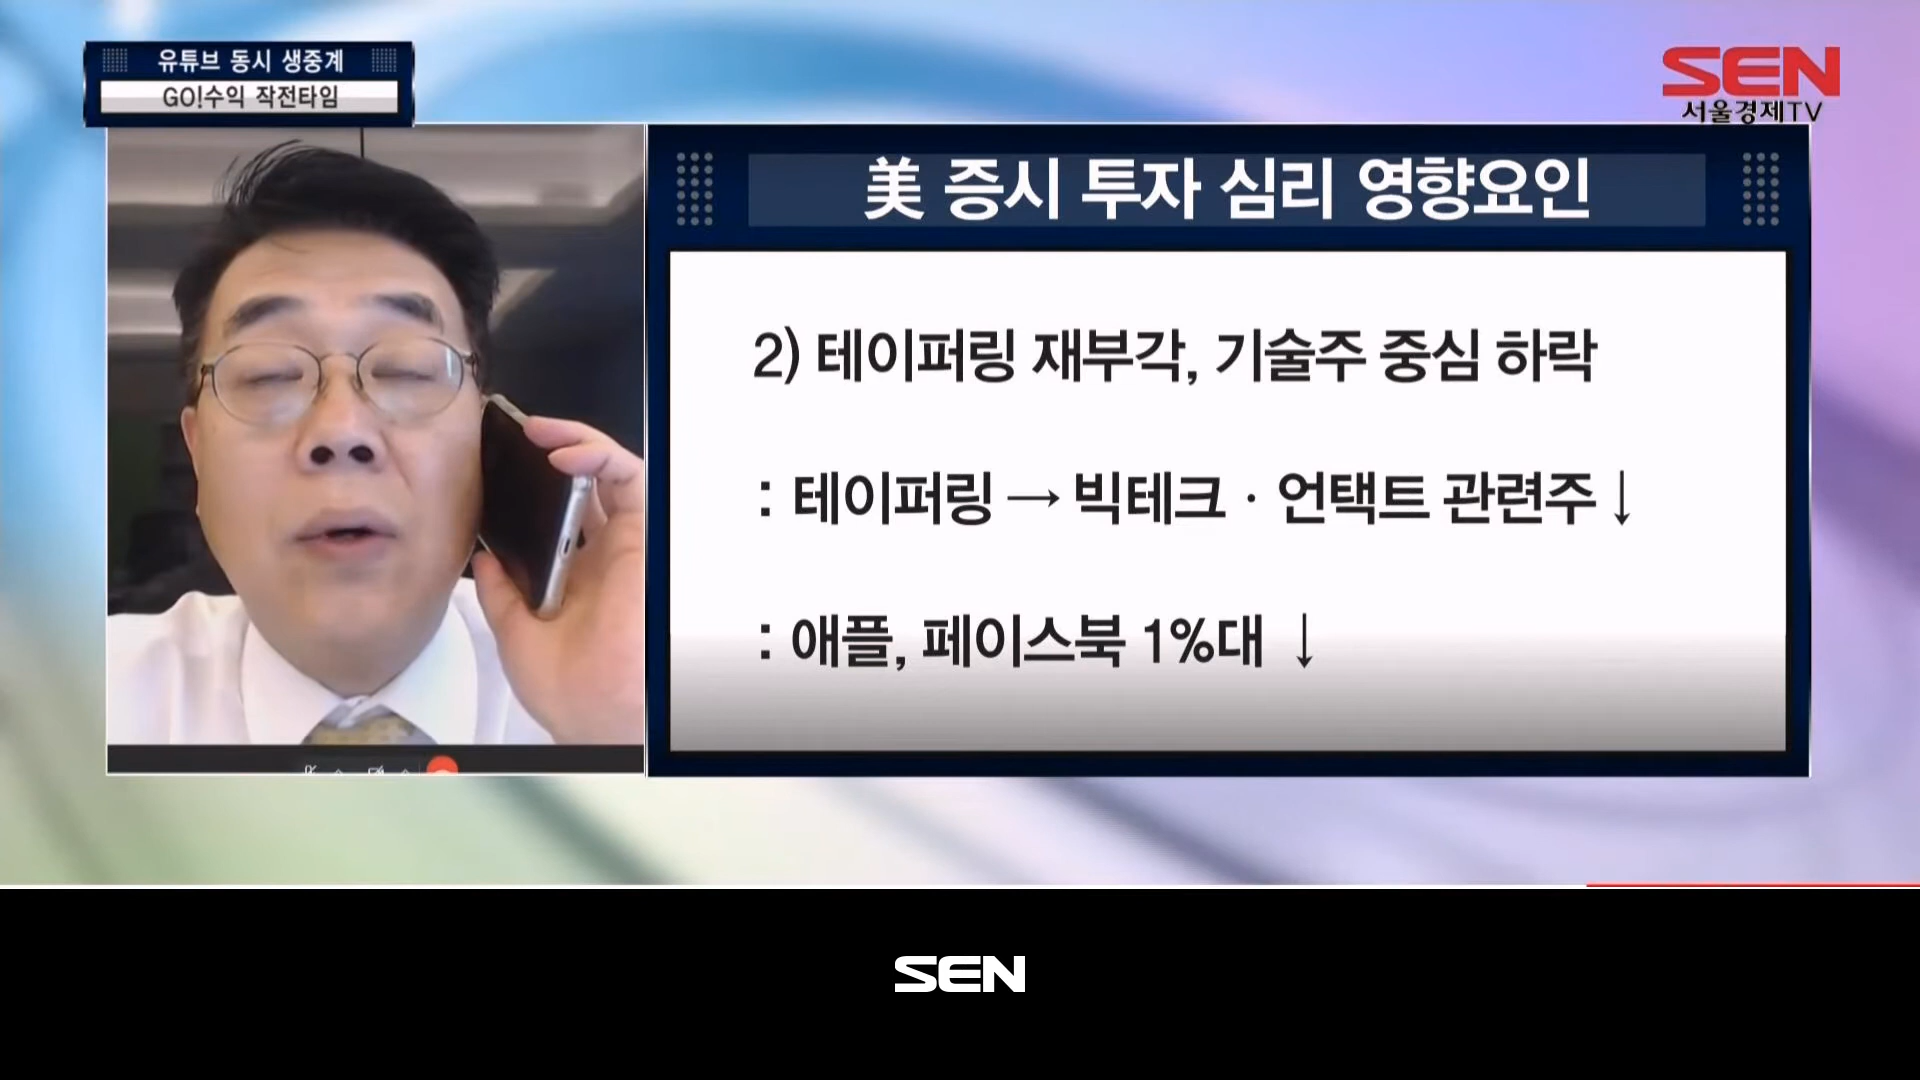 유튜브 동시 생중계
GO!수익 작전타임
SEN
서울경제TV
美 증시 투자 심리 영향요인
2) 테이퍼링 재부각, 기술주 중심 하락
: 테이퍼링 → 빅테크 · 언택트 관련주 ↓
: 애플, 페이스북 1%대 ↓
SEN